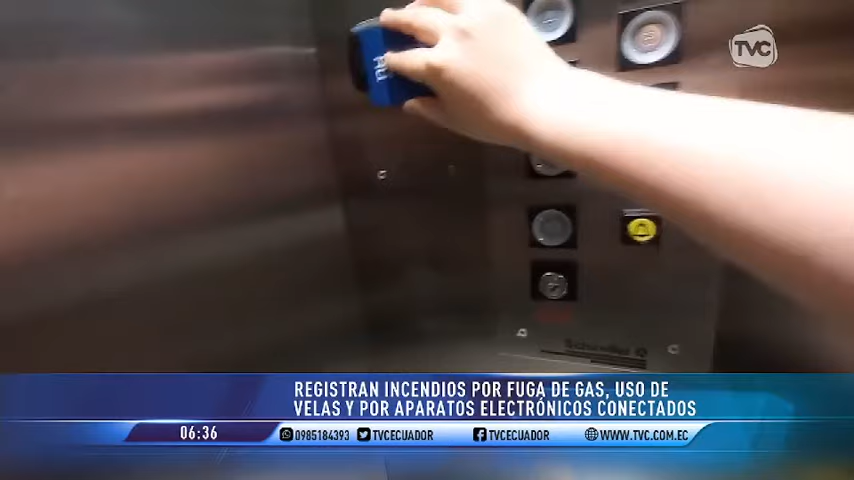 TVC
REGISTRAN INCENDIOS POR FUGA DE GAS, USO DE
VELAS Y POR APARATOS ELECTRÓNICOS CONECTADOS
06:36
0985184393 TVCECUADOR TVCECUADOR WWW.TVC.COM.EC